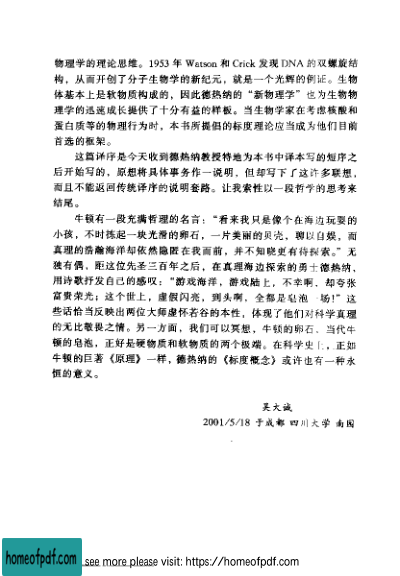 物理学的理论思维。1953 年 Watson 和 Crick 发现 DNA 的双螺旋结
构，从而开创了分子生物学的新纪元，就是一个光辉的例证。生物
体基本上是软物质构成的，因此德热纳的“新物理学”也为生物物
理学的迅速成长提供了十分有益的样板。当生物学家在考虑核酸和
蛋白质等的物理行为时，本书所提倡的标度理论应当成为他们目前
首选的框架。
这篇译序是今天收到德热纳教授特地为本书中译本写的短序之
后开始写的，原想将具体事务作一说明，但却写下了这许多联想，
而且不能返回传统译序的说明套路。让我索性以一段哲学的思考来
结尾。
牛顿有一段充满哲理的名言：“看来我只是像个在海边玩耍的
小孩，不时拣起一块光滑的卵石，一片美丽的贝壳，聊以自娱，而
真理的浩瀚海洋却依然隐匿在我面前，并不知晓更有待探索。”无
独有偶，距这位先圣三百年之后，在真理海边探索的勇士德热纳，
用诗歌抒发自己的感叹：“游戏海洋，游戏陆上，不幸啊，却夸张
富贵荣光；这个世上，虚假闪亮，到头啊，全都是皂泡一场！”这
些话恰当反映出两位大师虚怀若谷的本性，体现了他们对科学真理
的无比敬畏之情。另一方面，我们可以冥想，牛顿的卵石，当代牛
顿的皂泡，正好是硬物质和软物质的两个极端。在科学史上，正如
牛顿的巨著《原理》一样，德热纳的《标度概念》或许也有一种永
恒的意义。
吴大诚
2001/5/18 于成都 四川大学 南园
homeofpdf.com
see more please visit: https://homeofpdf.com